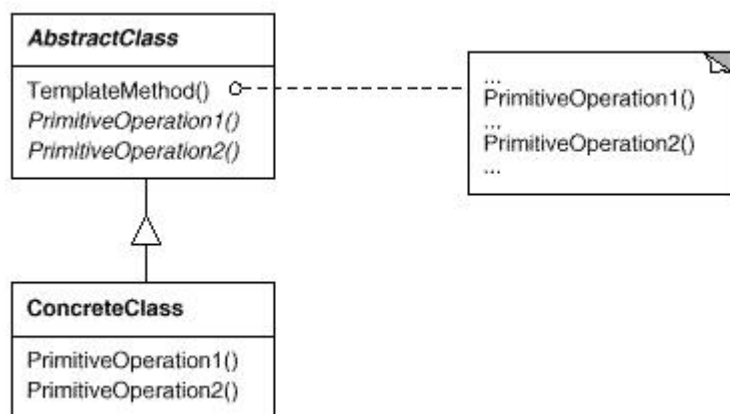 AbstractClass
TemplateMethod()
PrimitiveOperation1()
PrimitiveOperation2()
...
PrimitiveOperation1()
...
PrimitiveOperation2()
...
ConcreteClass
PrimitiveOperation1()
PrimitiveOperation2()